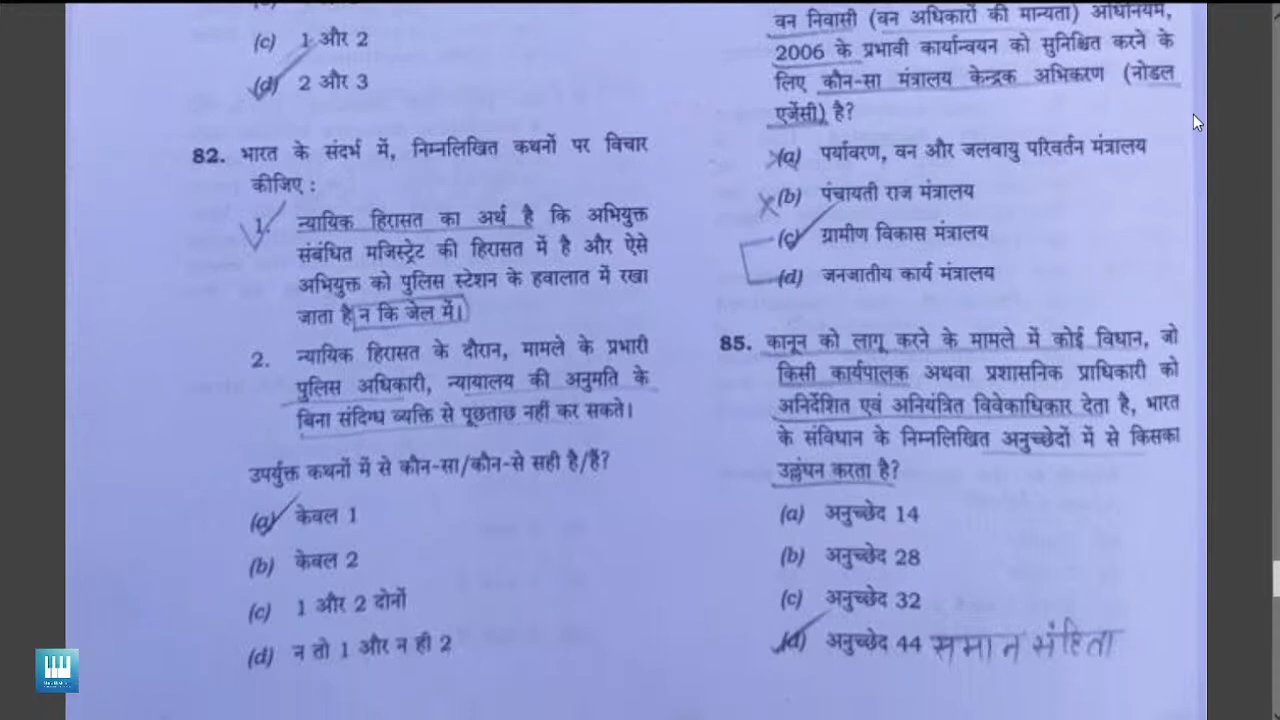 (c) 1 और 2
(d) 2 और 3
82. भारत के संदर्भ में, निम्नलिखित कथनों पर विचार
कीजिए :
1. न्यायिक हिरासत का अर्थ है कि अभियुक्त
संबंधित मजिस्ट्रेट की हिरासत में है और ऐसे
अभियुक्त को पुलिस स्टेशन के हवालात में रखा
जाता है न कि जेल में।
2. न्यायिक हिरासत के दौरान, मामले के प्रभारी
पुलिस अधिकारी, न्यायालय की अनुमति के
बिना संदिग्ध व्यक्ति से पूछताछ नहीं कर सकते।
उपर्युक्त कथनों में से कौन-सा/कौन-से सही है/हैं?
(a) केवल 1
(b) केवल 2
(c) 1 और 2 दोनों
(d) न तो 1 और न ही 2
वन निवासी (वन अधिकारों की मान्यता) अधिनियम,
2006 के प्रभावी कार्यान्वयन को सुनिश्चित करने के
लिए कौन-सा मंत्रालय केन्द्रक अभिकरण (नोडल
एजेंसी) है?
(a) पर्यावरण, वन और जलवायु परिवर्तन मंत्रालय
(b) पंचायती राज मंत्रालय
(c) ग्रामीण विकास मंत्रालय
(d) जनजातीय कार्य मंत्रालय
85. कानून को लागू करने के मामले में कोई विधान, जो
किसी कार्यपालक अथवा प्रशासनिक प्राधिकारी को
अनिर्देशित एवं अनियंत्रित विवेकाधिकार देता है, भारत
के संविधान के निम्नलिखित अनुच्छेदों में से किसका
उल्लंघन करता है?
(a) अनुच्छेद 14
(b) अनुच्छेद 28
(c) अनुच्छेद 32
(d) अनुच्छेद 44 समान संहिता